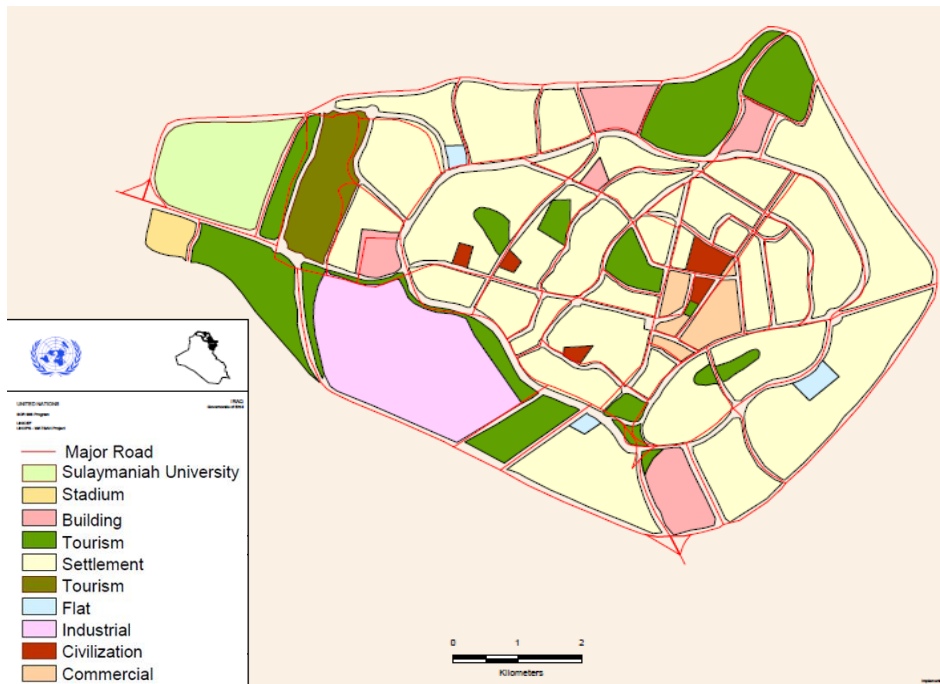 UNITED NATIONS
IRAQ
Major Road
Sulaymaniah University
Stadium
Building
Tourism
Settlement
Tourism
Flat
Industrial
Civilization
Commercial
0 1 2
Kilometers